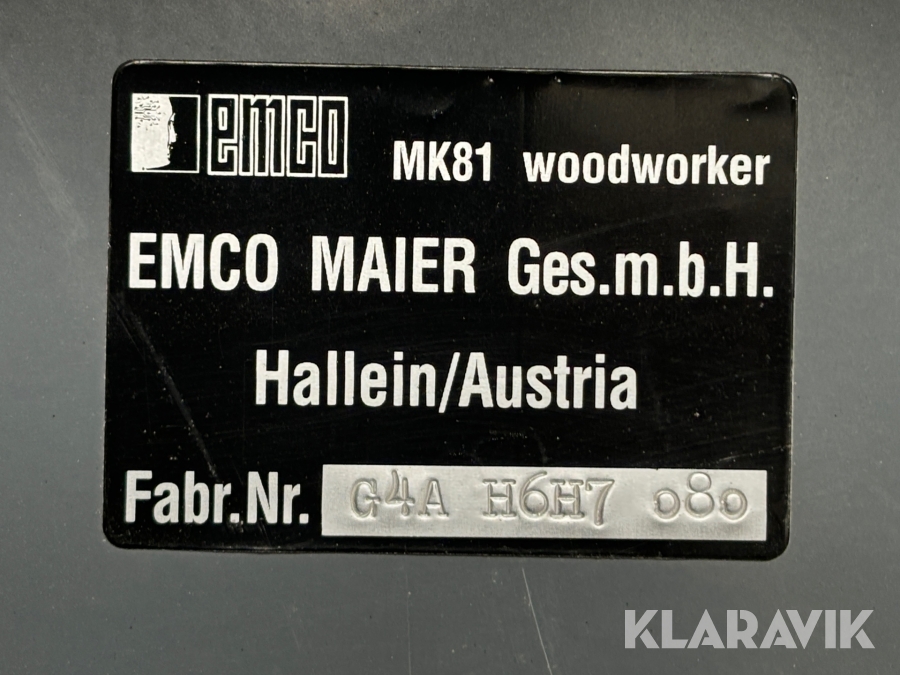 emco MK81 woodworker
EMCO MAIER Ges.m.b.H.
Hallein/Austria
Fabr.Nr. G4A H6H7 080
KLARAVIK